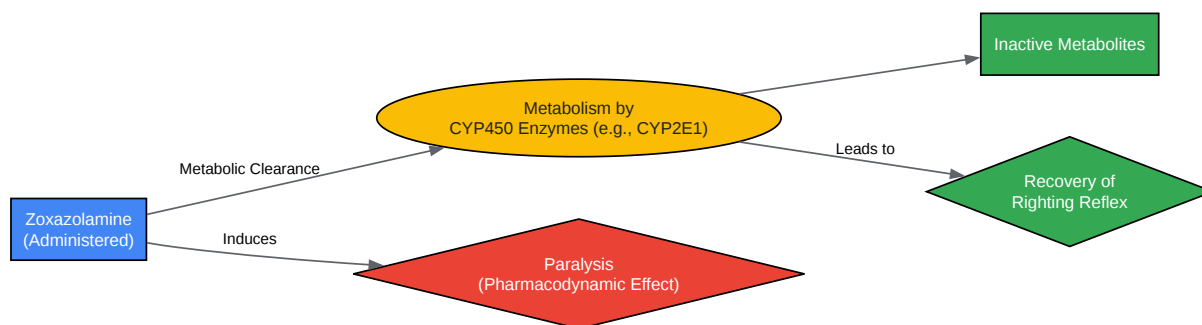 Inactive Metabolites
Metabolism by
CYP450 Enzymes (e.g., CYP2E1)
Leads to
Metabolic Clearance
Recovery of
Righting Reflex
Zoxazolamine
(Administered)
Induces
Paralysis
(Pharmacodynamic Effect)